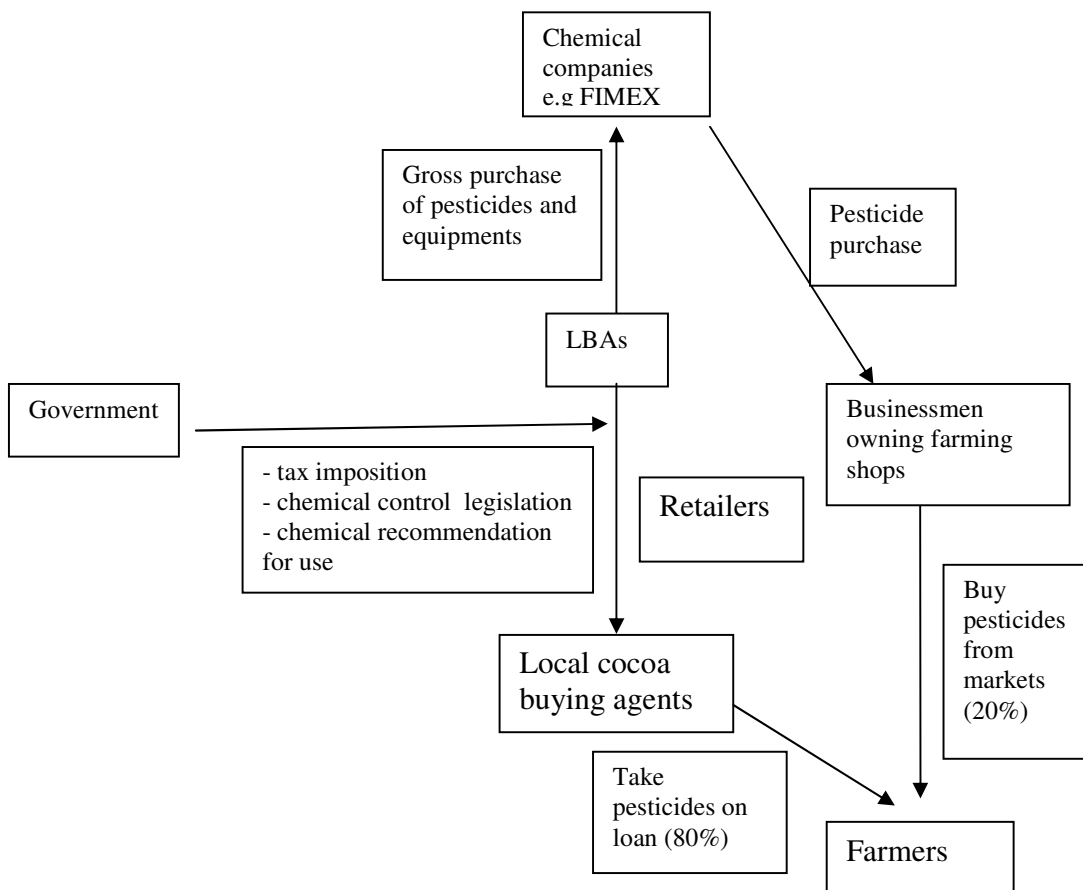 Chemical
companies
e.g FIMEX
Gross purchase
of pesticides and
equipments
Pesticide
purchase
LBAs
Government
Businessmen
owning farming
shops
- tax imposition
- chemical control legislation
- chemical recommendation
for use
Retailers
Buy
pesticides
from
markets
(20%)
Local cocoa
buying agents
Take
pesticides on
loan (80%)
Farmers